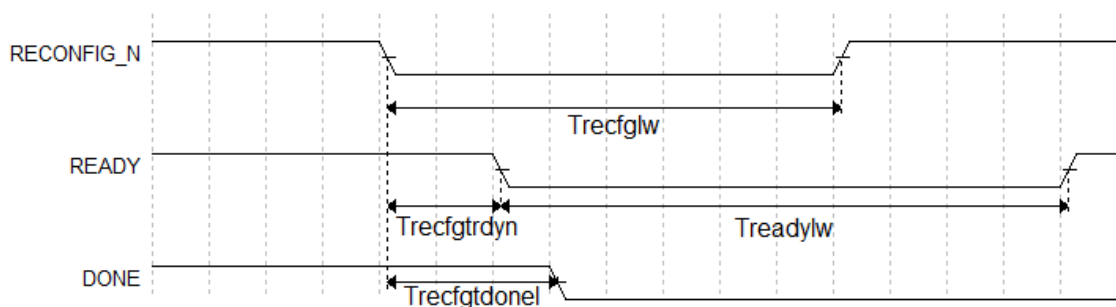 RECONFIG_N
Trecfglw
READY
Trecfgtrdyn
Treadylw
DONE
Trecfgtdonel